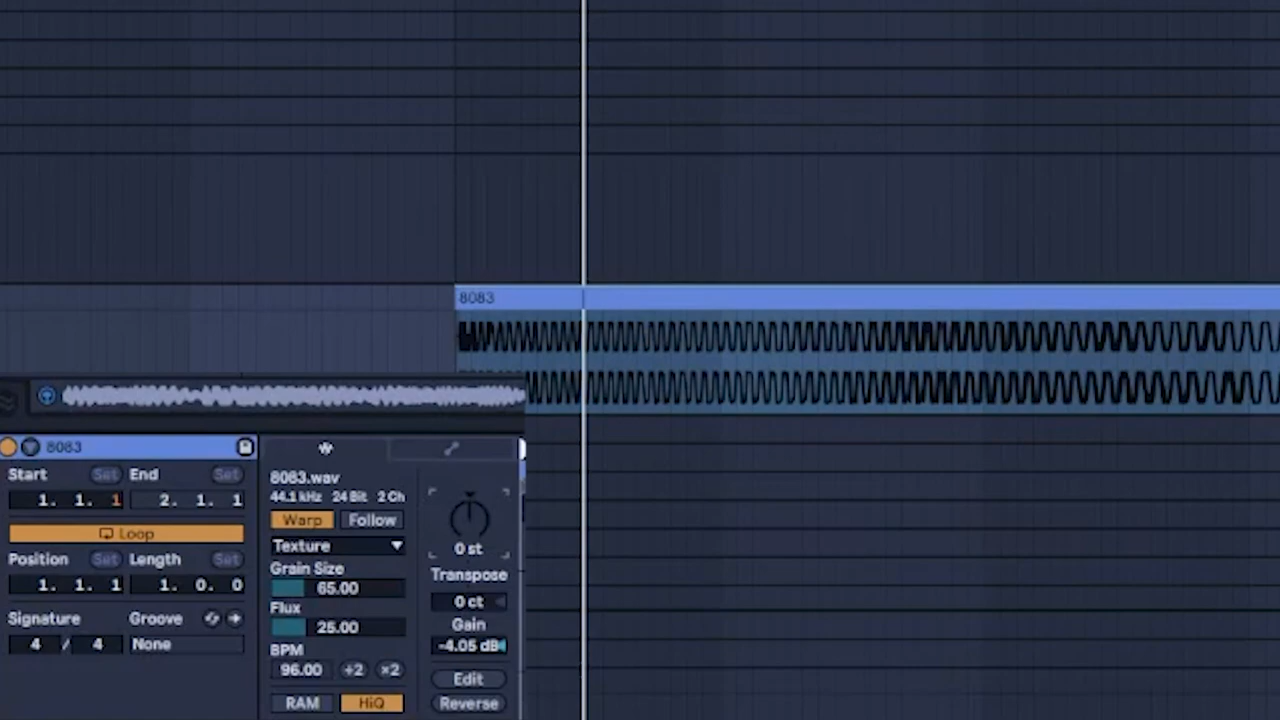 8083
8083
Start Set End Set
1. 1. 1 2. 1. 1
Loop
Position Set Length Set
1. 1. 1 1. 0. 0
Signature Groove
4 / 4 None
8083.wav
44.1 kHz 24 Bit 2 Ch
Warp Follow
Texture
Grain Size
65.00
Flux
25.00
BPM
96.00 ÷2 ×2
RAM HiQ
0 st
Transpose
0 ct
Gain
-4.05 dB
Edit
Reverse